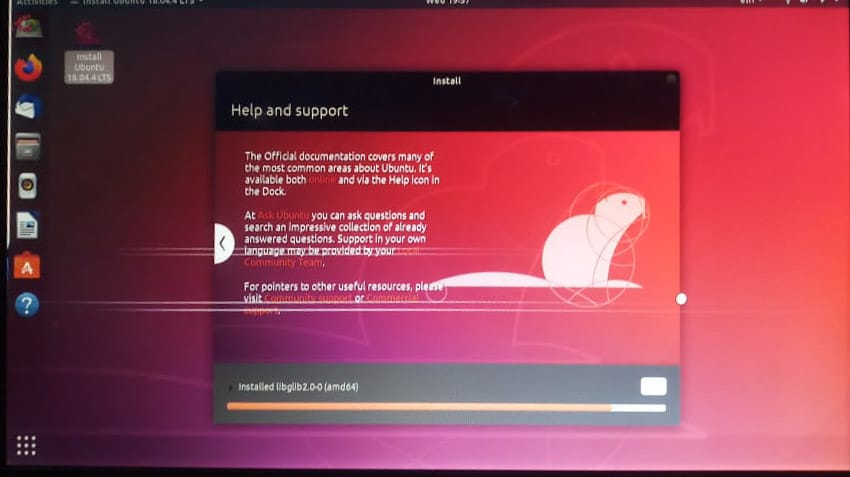 Activities
Install Ubuntu 18.04.4 LTS
Wed 19:37
Install
Ubuntu
18.04.4 LTS
Install
Help and support
The Official documentation covers many of
the most common areas about Ubuntu. It's
available both online and via the Help icon in
the Dock.
At Ask Ubuntu you can ask questions and
search an impressive collection of already
answered questions. Support in your own
language may be provided by your Local
Community Team.
For pointers to other useful resources, please
visit Community support or Commercial
support.
Installed libglib2.0-0 (amd64)